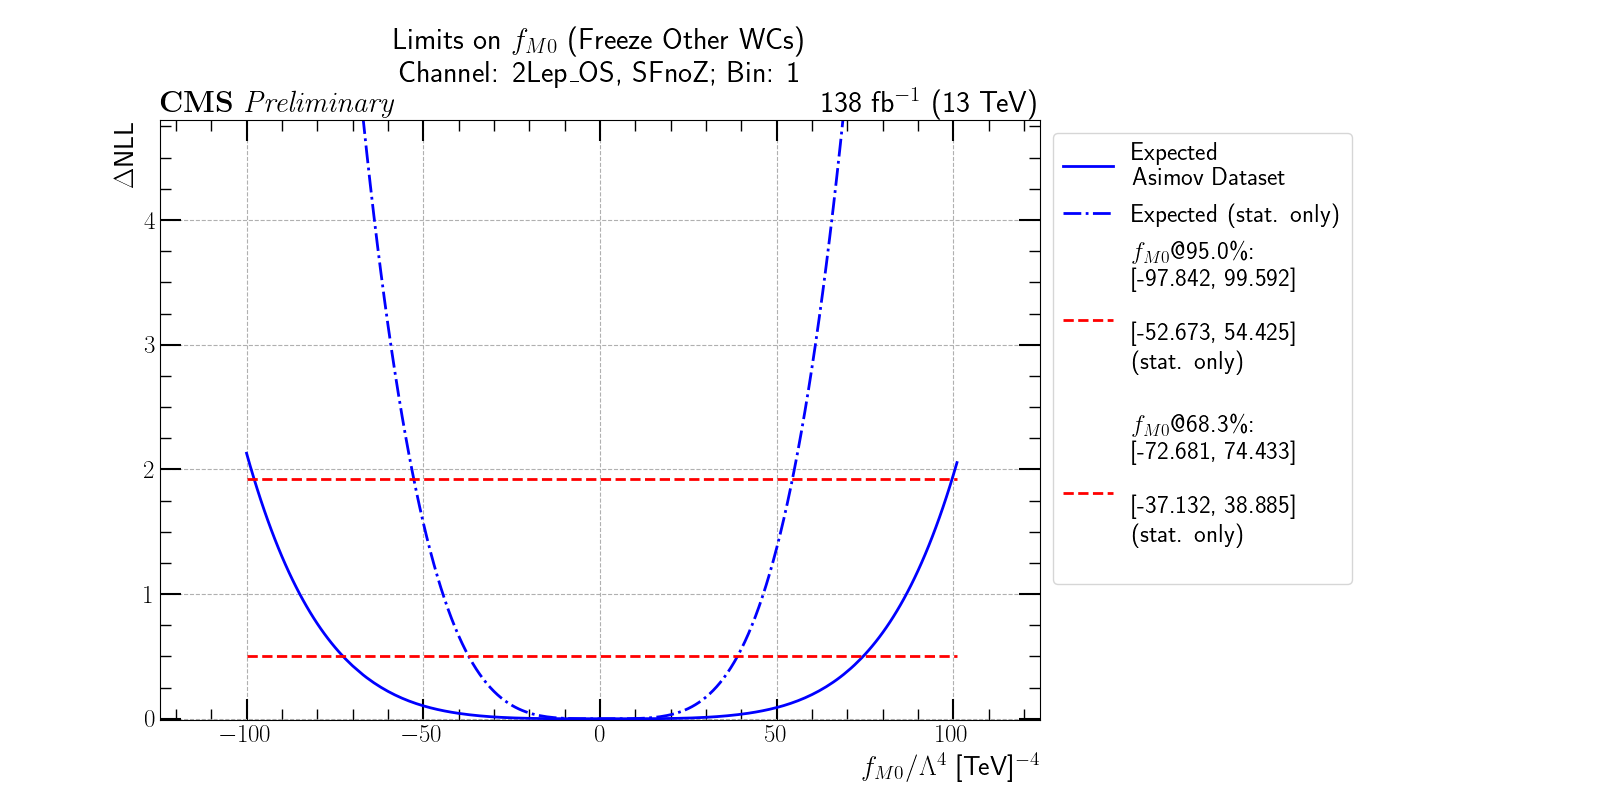 Limits on f_{M0} (Freeze Other WCs)
Channel: 2Lep_OS, SFnoZ; Bin: 1
CMS Preliminary
138 fb⁻¹ (13 TeV)
ΔNLL
4
3
2
1
0
−100
−50
0
50
100
f_{M0}/Λ⁴ [TeV]⁻⁴
Expected
Asimov Dataset
Expected (stat. only)
f_{M0}@95.0%:
[-97.842, 99.592]
[-52.673, 54.425]
(stat. only)
f_{M0}@68.3%:
[-72.681, 74.433]
[-37.132, 38.885]
(stat. only)